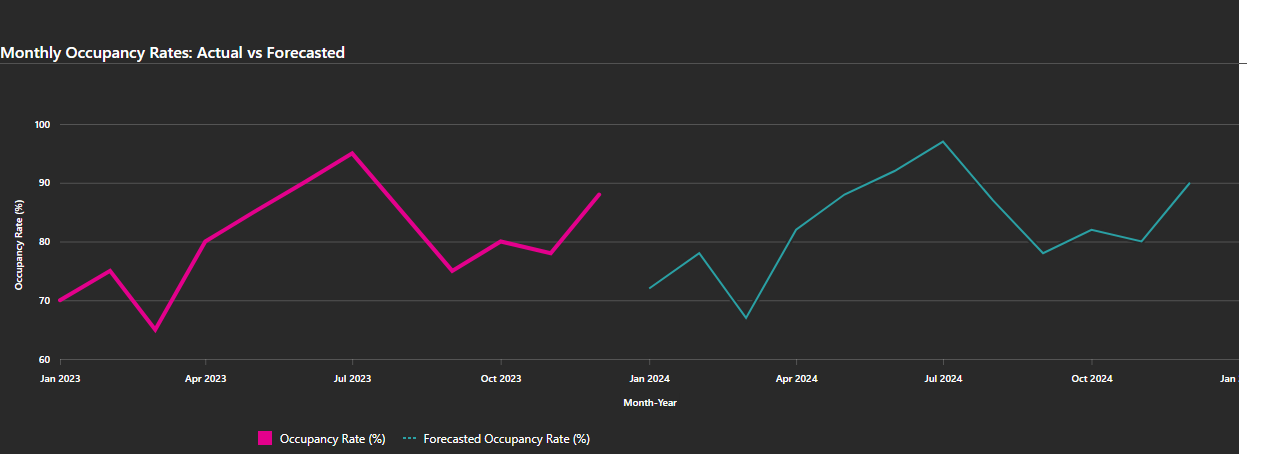 Monthly Occupancy Rates: Actual vs Forecasted
100
90
80
70
60
Occupancy Rate (%)
Jan 2023 Apr 2023 Jul 2023 Oct 2023 Jan 2024 Apr 2024 Jul 2024 Oct 2024 Jan
Month-Year
Occupancy Rate (%) Forecasted Occupancy Rate (%)